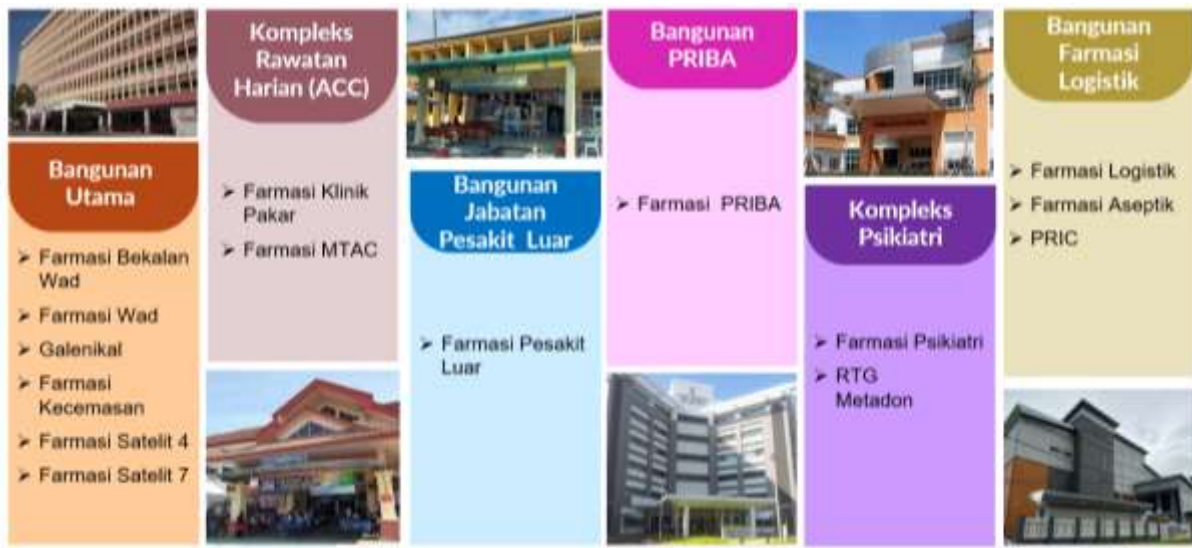 Bangunan
Utama
➢ Farmasi Bekalan
Wad
➢ Farmasi Wad
➢ Galenikal
➢ Farmasi
Kecemasan
➢ Farmasi Satelit 4
➢ Farmasi Satelit 7
Kompleks
Rawatan
Harian (ACC)
➢ Farmasi Klinik
Pakar
➢ Farmasi MTAC
Bangunan
Jabatan
Pesakit Luar
➢ Farmasi Pesakit
Luar
Bangunan
PRIBA
➢ Farmasi PRIBA
Kompleks
Psikiatri
➢ Farmasi Psikiatri
➢ RTG
Metadon
Bangunan
Farmasi
Logistik
➢ Farmasi Logistik
➢ Farmasi Aseptik
➢ PRIC